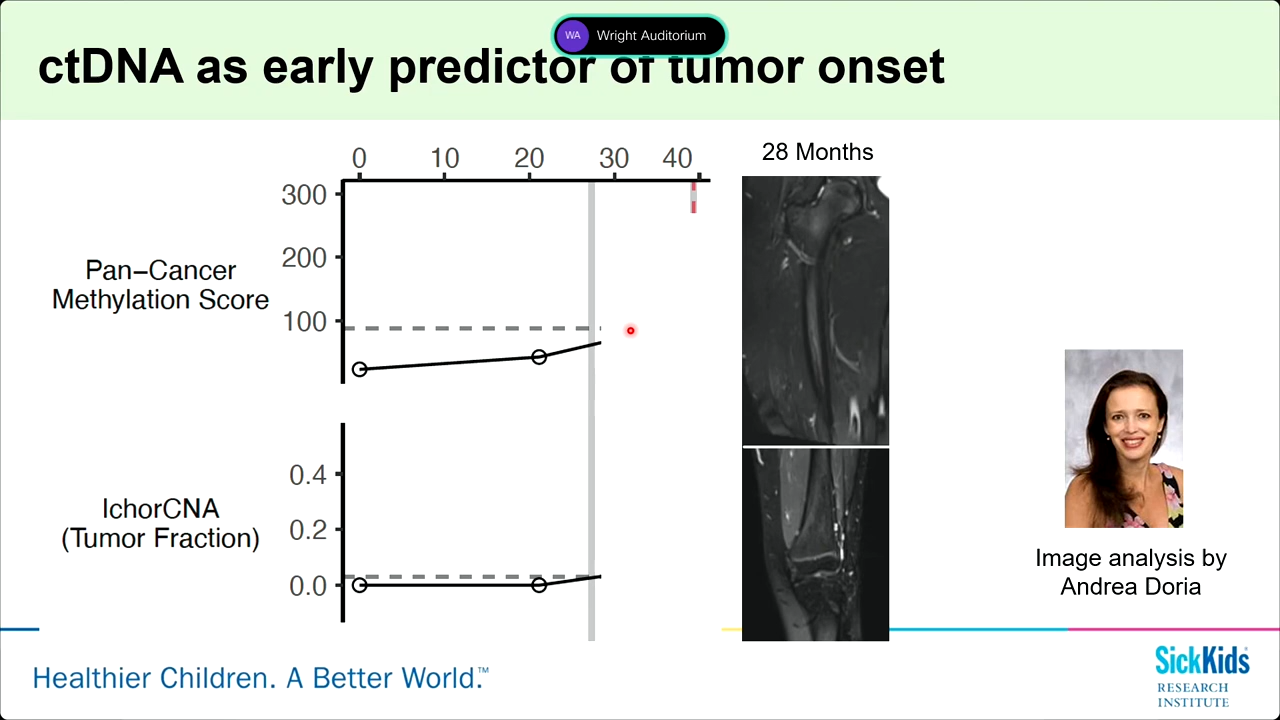 WA
Wright Auditorium
ctDNA as early predictor of tumor onset
28 Months
0 10 20 30 40
300
200
Pan–Cancer
Methylation Score
100
0.4
IchorCNA
(Tumor Fraction)
0.2
0.0
Image analysis by
Andrea Doria
Healthier Children. A Better World.™
SickKids
RESEARCH
INSTITUTE